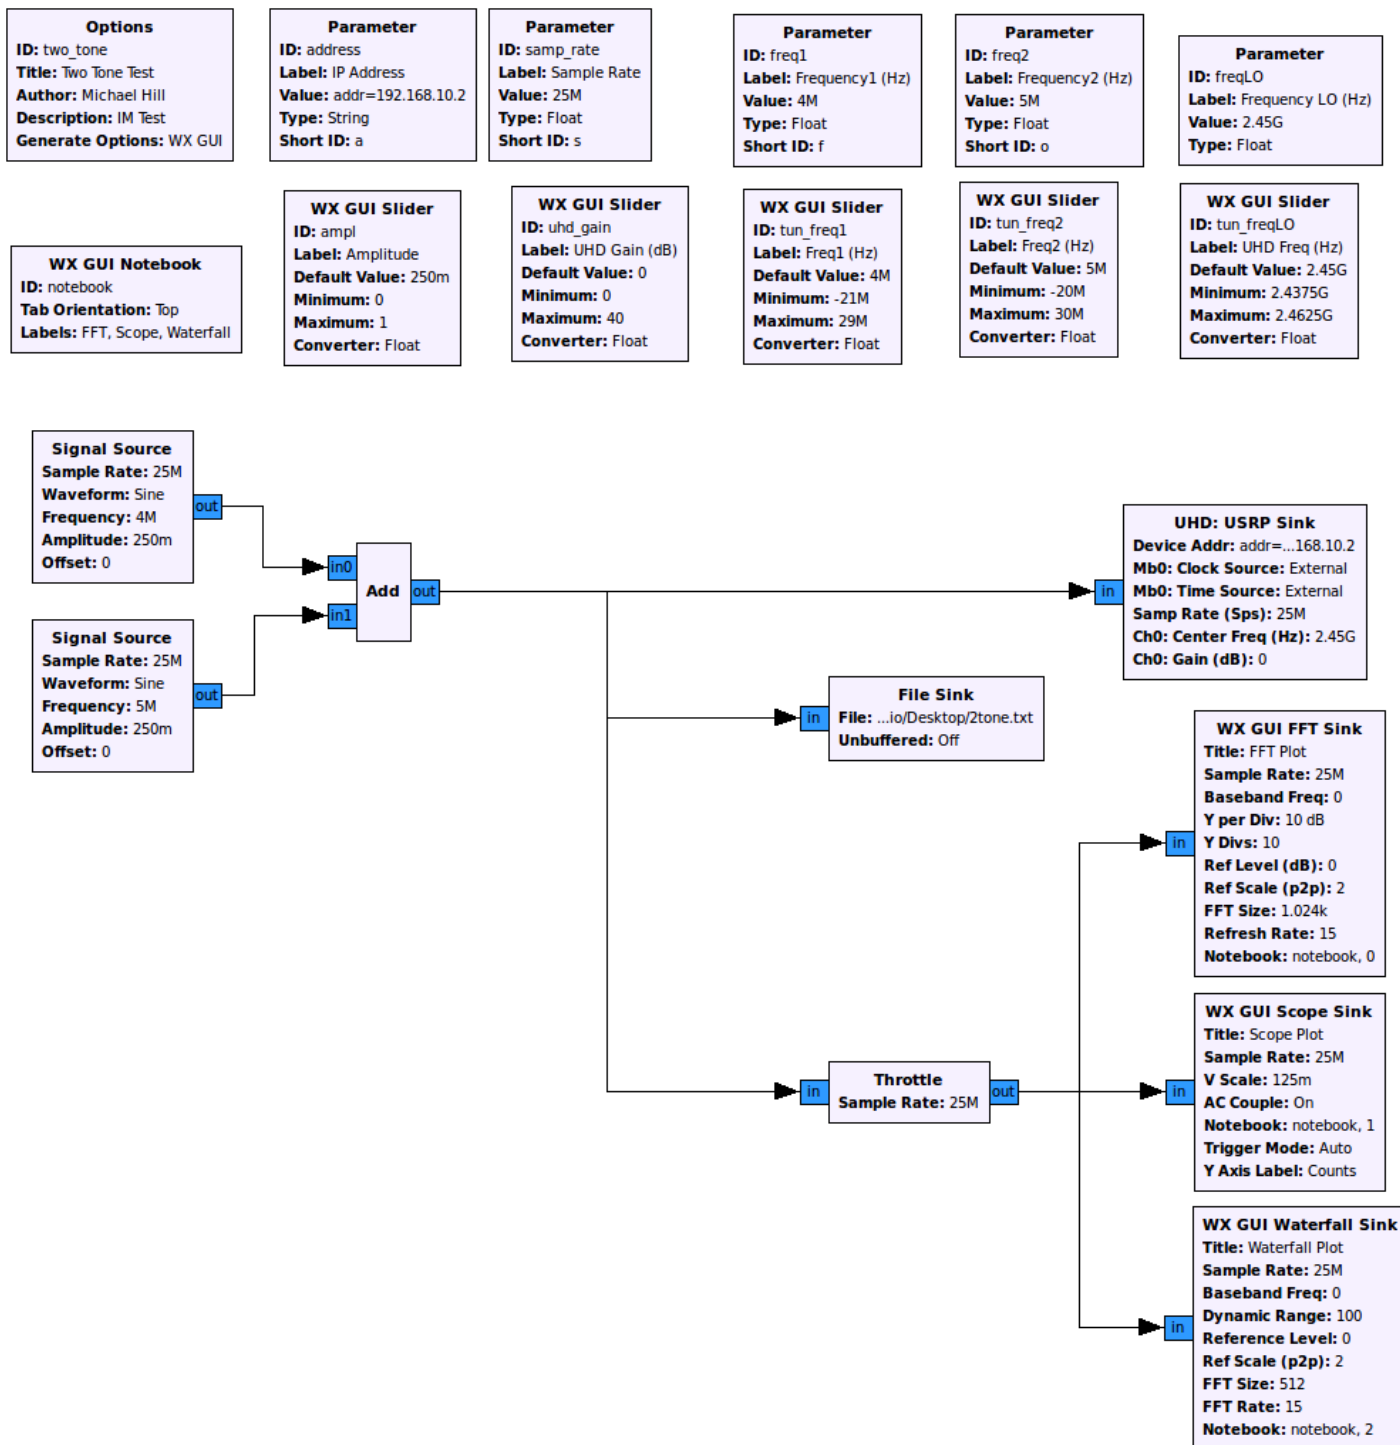 Options
ID: two_tone
Title: Two Tone Test
Author: Michael Hill
Description: IM Test
Generate Options: WX GUI
Parameter
ID: address
Label: IP Address
Value: addr=192.168.10.2
Type: String
Short ID: a
Parameter
ID: samp_rate
Label: Sample Rate
Value: 25M
Type: Float
Short ID: s
Parameter
ID: freq1
Label: Frequency1 (Hz)
Value: 4M
Type: Float
Short ID: f
Parameter
ID: freq2
Label: Frequency2 (Hz)
Value: 5M
Type: Float
Short ID: o
Parameter
ID: freqLO
Label: Frequency LO (Hz)
Value: 2.45G
Type: Float
WX GUI Notebook
ID: notebook
Tab Orientation: Top
Labels: FFT, Scope, Waterfall
WX GUI Slider
ID: ampl
Label: Amplitude
Default Value: 250m
Minimum: 0
Maximum: 1
Converter: Float
WX GUI Slider
ID: uhd_gain
Label: UHD Gain (dB)
Default Value: 0
Minimum: 0
Maximum: 40
Converter: Float
WX GUI Slider
ID: tun_freq1
Label: Freq1 (Hz)
Default Value: 4M
Minimum: -21M
Maximum: 29M
Converter: Float
WX GUI Slider
ID: tun_freq2
Label: Freq2 (Hz)
Default Value: 5M
Minimum: -20M
Maximum: 30M
Converter: Float
WX GUI Slider
ID: tun_freqLO
Label: UHD Freq (Hz)
Default Value: 2.45G
Minimum: 2.4375G
Maximum: 2.4625G
Converter: Float
Signal Source
Sample Rate: 25M
Waveform: Sine
Frequency: 4M
Amplitude: 250m
Offset: 0
out
Signal Source
Sample Rate: 25M
Waveform: Sine
Frequency: 5M
Amplitude: 250m
Offset: 0
out
in0
in1
Add
out
in
UHD: USRP Sink
Device Addr: addr=...168.10.2
Mb0: Clock Source: External
Mb0: Time Source: External
Samp Rate (Sps): 25M
Ch0: Center Freq (Hz): 2.45G
Ch0: Gain (dB): 0
in
File Sink
File: ...io/Desktop/2tone.txt
Unbuffered: Off
in
WX GUI FFT Sink
Title: FFT Plot
Sample Rate: 25M
Baseband Freq: 0
Y per Div: 10 dB
Y Divs: 10
Ref Level (dB): 0
Ref Scale (p2p): 2
FFT Size: 1.024k
Refresh Rate: 15
Notebook: notebook, 0
in
Throttle
Sample Rate: 25M
out
in
WX GUI Scope Sink
Title: Scope Plot
Sample Rate: 25M
V Scale: 125m
AC Couple: On
Notebook: notebook, 1
Trigger Mode: Auto
Y Axis Label: Counts
in
WX GUI Waterfall Sink
Title: Waterfall Plot
Sample Rate: 25M
Baseband Freq: 0
Dynamic Range: 100
Reference Level: 0
Ref Scale (p2p): 2
FFT Size: 512
FFT Rate: 15
Notebook: notebook, 2